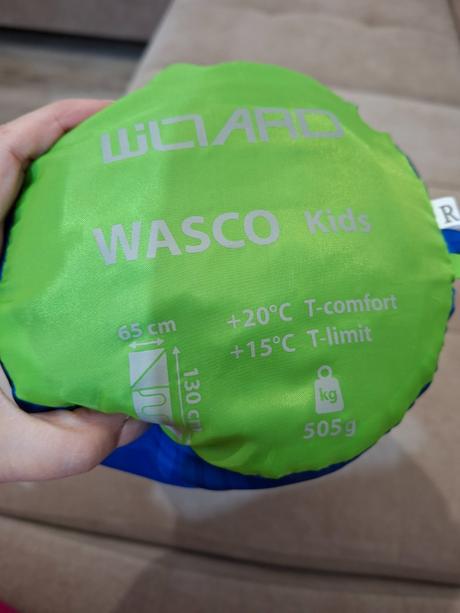 WILLARD
WASCO Kids
65 cm
130 cm
+20°C T-comfort
+15°C T-limit
kg
505g
R